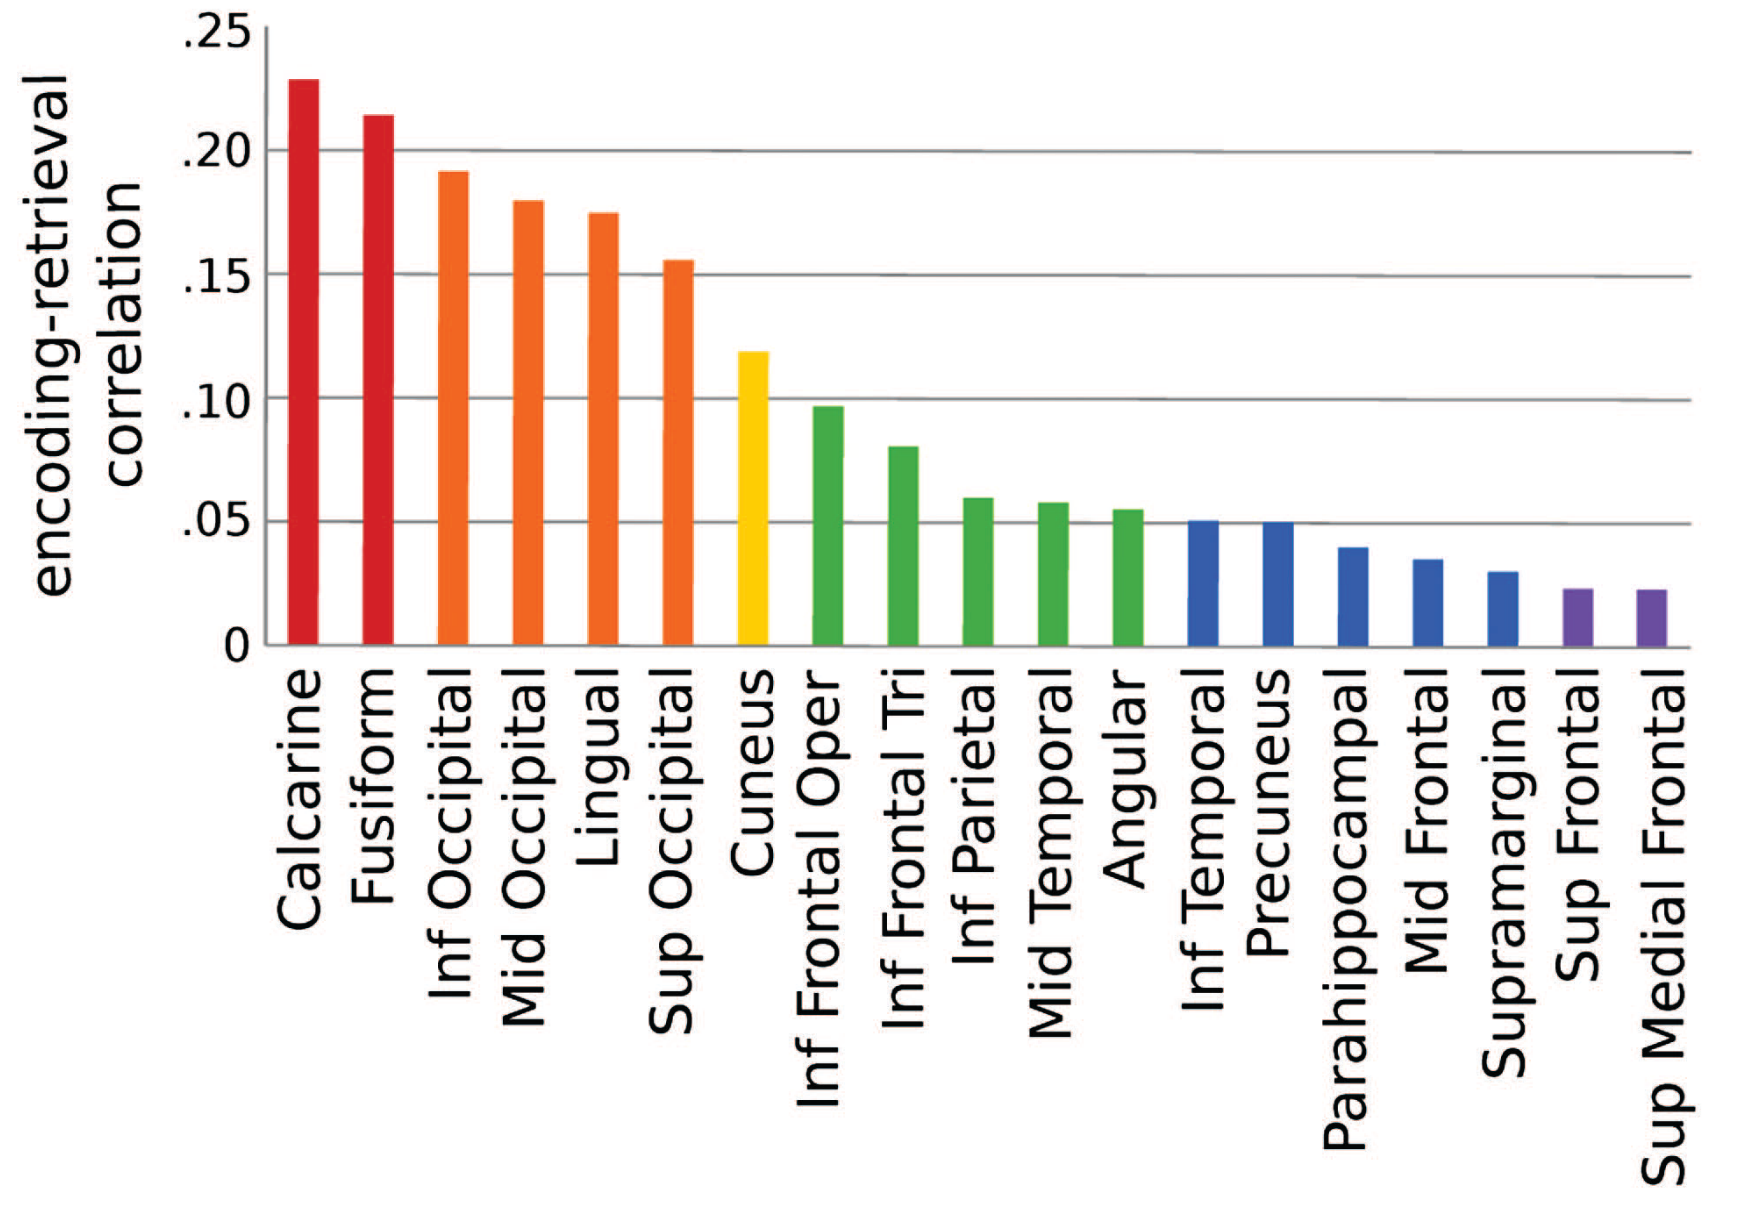 encoding-retrieval
correlation
.25
.20
.15
.10
.05
0
Calcarine
Fusiform
Inf Occipital
Mid Occipital
Lingual
Sup Occipital
Cuneus
Inf Frontal Oper
Inf Frontal Tri
Inf Parietal
Mid Temporal
Angular
Inf Temporal
Precuneus
Parahippocampal
Mid Frontal
Supramarginal
Sup Frontal
Sup Medial Frontal